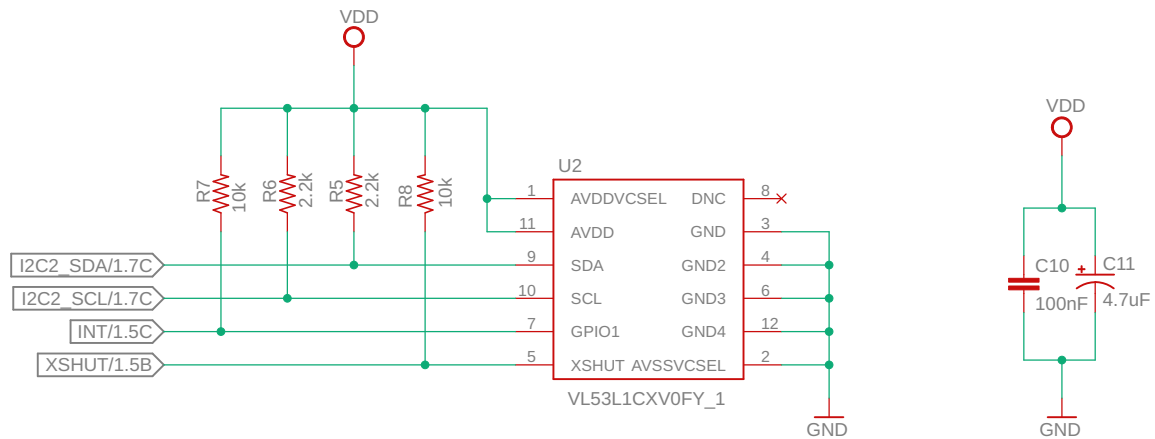 VDD
R7
10k
R6
2.2k
R5
2.2k
R8
10k
U2
1 AVDDVCSEL DNC 8
11 AVDD GND 3
I2C2_SDA/1.7C 9 SDA GND2 4
I2C2_SCL/1.7C 10 SCL GND3 6
INT/1.5C 7 GPIO1 GND4 12
XSHUT/1.5B 5 XSHUT AVSSVCSEL 2
VL53L1CXV0FY_1
GND
VDD
C10
100nF
+
C11
4.7uF
GND